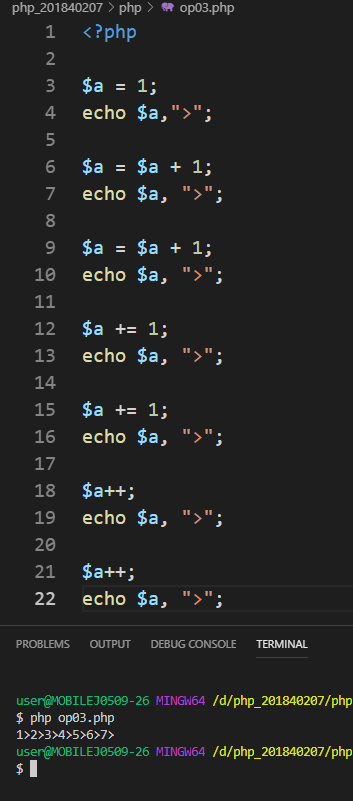 php_201840207 > php > op03.php
1 <?php
2
3 $a = 1;
4 echo $a,">";
5
6 $a = $a + 1;
7 echo $a, ">";
8
9 $a = $a + 1;
10 echo $a, ">";
11
12 $a += 1;
13 echo $a, ">";
14
15 $a += 1;
16 echo $a, ">";
17
18 $a++;
19 echo $a, ">";
20
21 $a++;
22 echo $a, ">";
PROBLEMS OUTPUT DEBUG CONSOLE TERMINAL
user@MOBILEJ0509-26 MINGW64 /d/php_201840207/php
$ php op03.php
1>2>3>4>5>6>7>
user@MOBILEJ0509-26 MINGW64 /d/php_201840207/php
$